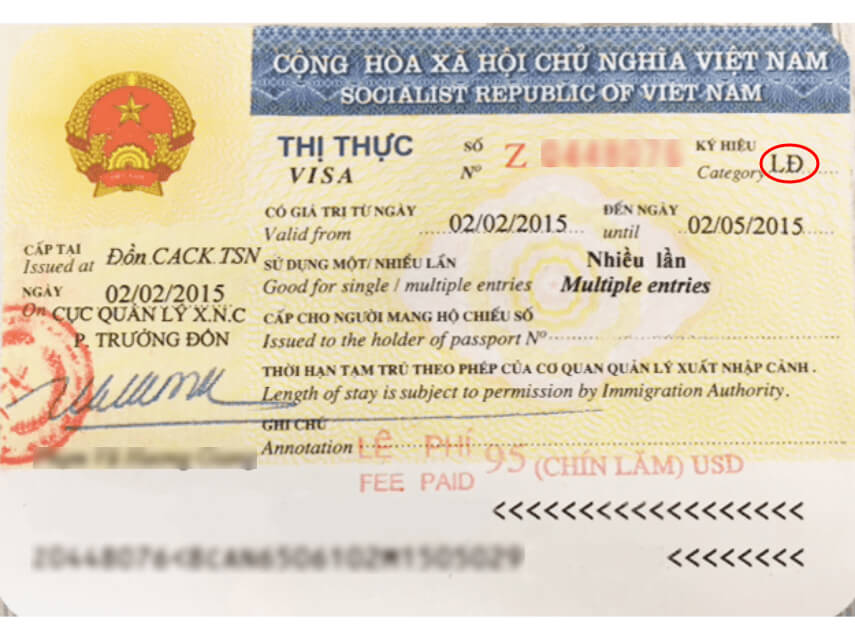 CỘNG HÒA XÃ HỘI CHỦ NGHĨA VIỆT NAM
SOCIALIST REPUBLIC OF VIET NAM
THỊ THỰC
VISA
SỐ
Nº Z
KÝ HIỆU
Category LĐ
CÓ GIÁ TRỊ TỪ NGÀY
Valid from 02/02/2015
ĐẾN NGÀY
until 02/05/2015
CẤP TẠI
Issued at Đồn CACK TSN
NGÀY
On 02/02/2015
CỤC QUẢN LÝ X.N.C
P. TRƯỞNG ĐỒN
SỬ DỤNG MỘT/ NHIỀU LẦN Nhiều lần
Good for single / multiple entries Multiple entries
CẤP CHO NGƯỜI MANG HỘ CHIẾU SỐ
Issued to the holder of passport Nº
THỜI HẠN TẠM TRÚ THEO PHÉP CỦA CƠ QUAN QUẢN LÝ XUẤT NHẬP CẢNH .
Length of stay is subject to permission by Immigration Authority.
GHI CHÚ
Annotation
LỆ PHÍ
FEE PAID 95 (CHÍN LĂM) USD
<<<<<<<<<<<<<<<<<
<<<<<<<<